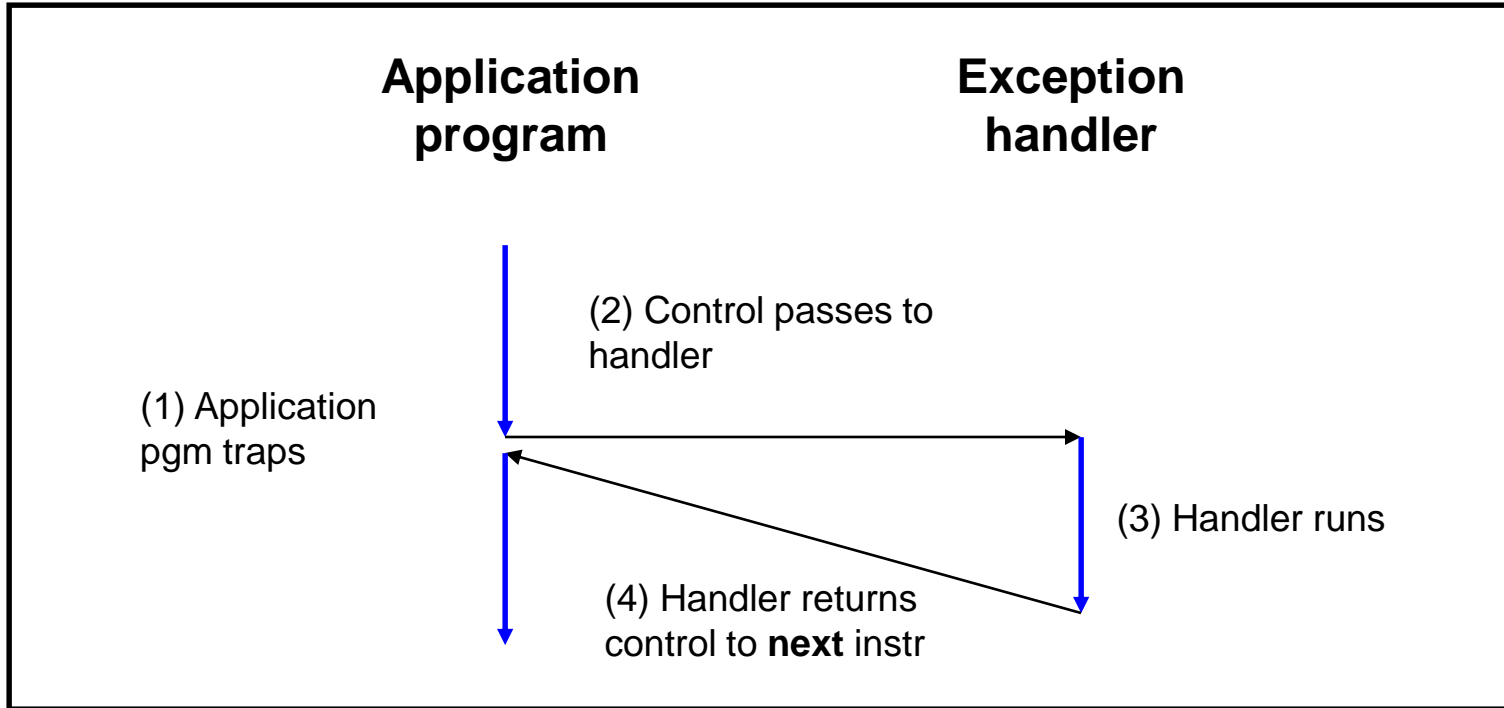 Application
program
Exception
handler
(2) Control passes to
handler
(1) Application
pgm traps
(3) Handler runs
(4) Handler returns
control to next instr